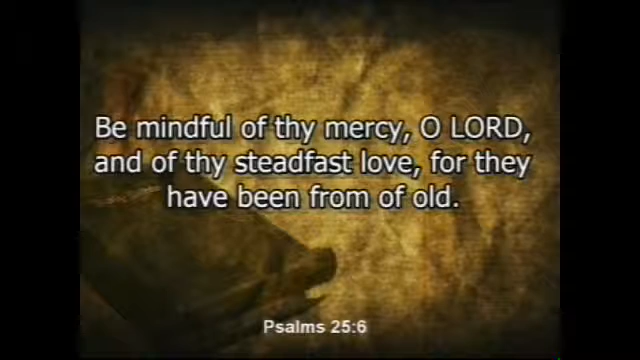 Be mindful of thy mercy, O LORD,
and of thy steadfast love, for they
have been from of old.
Psalms 25:6